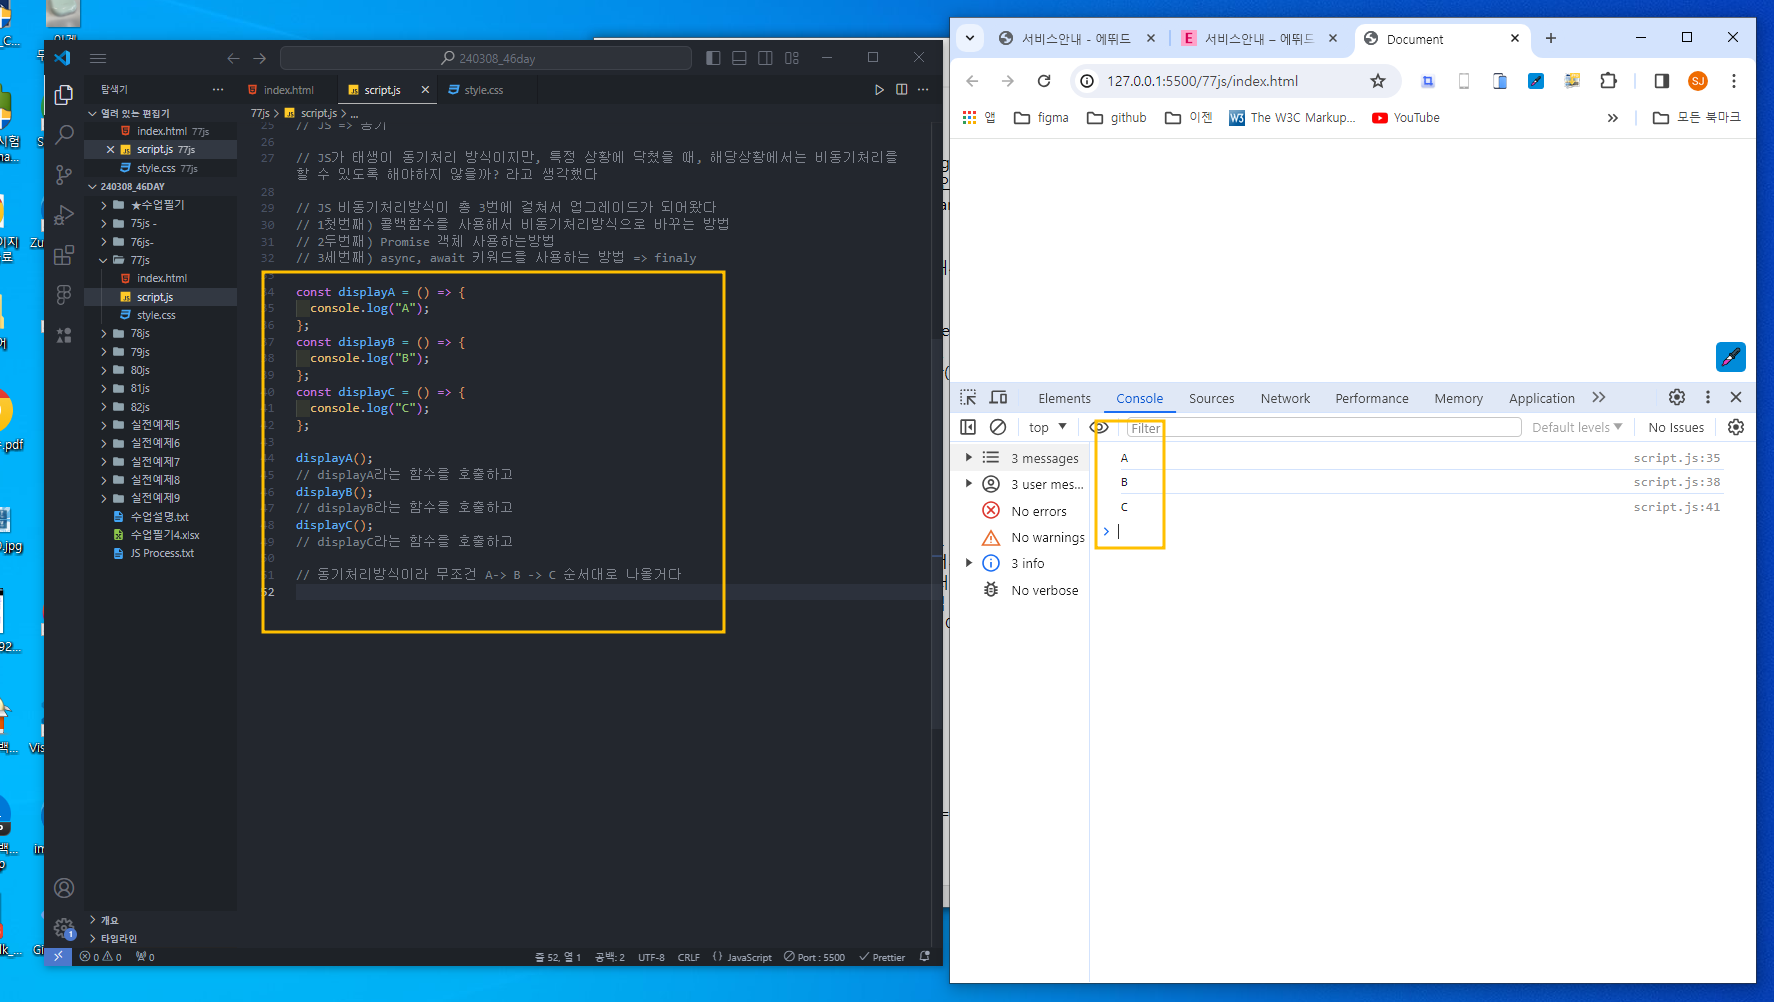 240308_46day
탐색기
index.html
script.js
style.css
열려 있는 편집기
index.html 77js
script.js 77js
style.css 77js
240308_46DAY
★수업필기
75js -
76js-
77js
index.html
script.js
style.css
78js
79js
80js
81js
82js
실전예제5
실전예제6
실전예제7
실전예제8
실전예제9
수업설명.txt
수업필기4.xlsx
JS Process.txt
개요
타임라인
77js > script.js > ...
25 // JS => 동기
26
27 // JS가 태생이 동기처리 방식이지만, 특정 상황에 닥쳤을 때, 해당상황에서는 비동기처리를
할 수 있도록 해야하지 않을까? 라고 생각했다
28
29 // JS 비동기처리방식이 총 3번에 걸쳐서 업그레이드가 되어왔다
30 // 1첫번째) 콜백함수를 사용해서 비동기처리방식으로 바꾸는 방법
31 // 2두번째) Promise 객체 사용하는방법
32 // 3세번째) async, await 키워드를 사용하는 방법 => finaly
const displayA = () => {
console.log("A");
};
const displayB = () => {
console.log("B");
};
const displayC = () => {
console.log("C");
};
displayA();
// displayA라는 함수를 호출하고
displayB();
// displayB라는 함수를 호출하고
displayC();
// displayC라는 함수를 호출하고
// 동기처리방식이라 무조건 A-> B -> C 순서대로 나올거다
52
0 0 0
줄 52, 열 1 공백: 2 UTF-8 CRLF {} JavaScript Port : 5500 Prettier
서비스안내 - 에뛰드
서비스안내 – 에뛰드
Document
127.0.0.1:5500/77js/index.html
SJ
앱 figma github 이젠 The W3C Markup... YouTube » 모든 북마크
Elements Console Sources Network Performance Memory Application
top Filter Default levels No Issues
3 messages
3 user mes...
No errors
No warnings
3 info
No verbose
A script.js:35
B script.js:38
C script.js:41
>